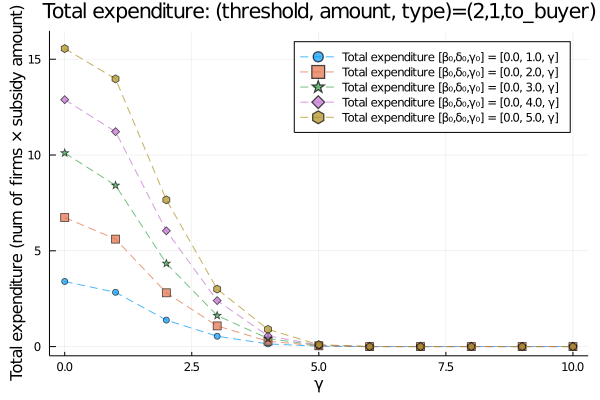 Total expenditure: (threshold, amount, type)=(2,1,to_buyer)
Total expenditure (num of firms × subsidy amount)
15
10
5
0
Total expenditure [β₀,δ₀,γ₀] = [0.0, 1.0, γ]
Total expenditure [β₀,δ₀,γ₀] = [0.0, 2.0, γ]
Total expenditure [β₀,δ₀,γ₀] = [0.0, 3.0, γ]
Total expenditure [β₀,δ₀,γ₀] = [0.0, 4.0, γ]
Total expenditure [β₀,δ₀,γ₀] = [0.0, 5.0, γ]
0.0 2.5 5.0 7.5 10.0
γ